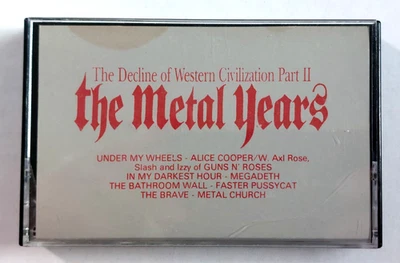 The Decline of Western Civilization Part II
the Metal Years
UNDER MY WHEELS - ALICE COOPER/W. Axl Rose,
Slash and Izzy of GUNS N' ROSES
IN MY DARKEST HOUR - MEGADETH
THE BATHROOM WALL - FASTER PUSSYCAT
THE BRAVE - METAL CHURCH